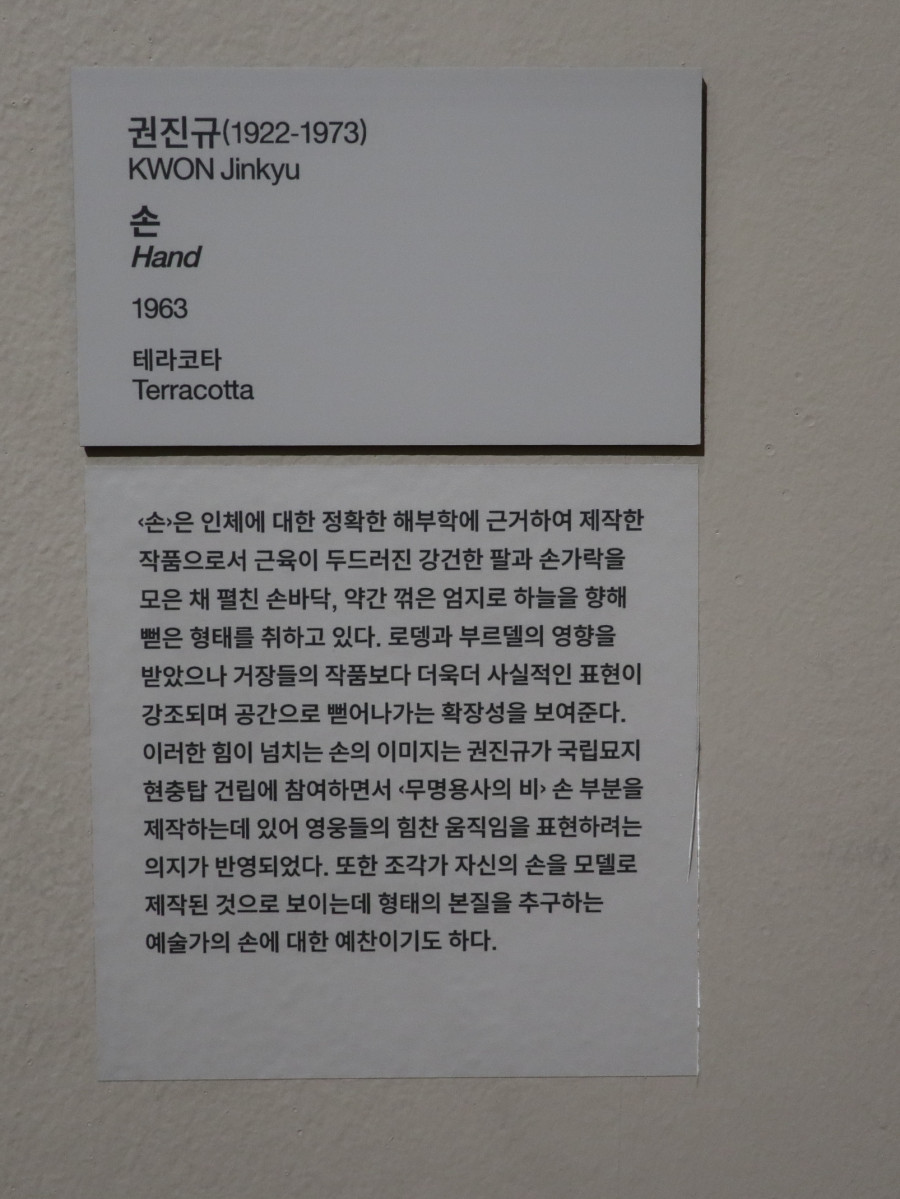 권진규(1922-1973)
KWON Jinkyu
손
Hand
1963
테라코타
Terracotta
‹손›은 인체에 대한 정확한 해부학에 근거하여 제작한
작품으로서 근육이 두드러진 강건한 팔과 손가락을
모은 채 펼친 손바닥, 약간 꺾은 엄지로 하늘을 향해
뻗은 형태를 취하고 있다. 로뎅과 부르델의 영향을
받았으나 거장들의 작품보다 더욱더 사실적인 표현이
강조되며 공간으로 뻗어나가는 확장성을 보여준다.
이러한 힘이 넘치는 손의 이미지는 권진규가 국립묘지
현충탑 건립에 참여하면서 ‹무명용사의 비› 손 부분을
제작하는데 있어 영웅들의 힘찬 움직임을 표현하려는
의지가 반영되었다. 또한 조각가 자신의 손을 모델로
제작된 것으로 보이는데 형태의 본질을 추구하는
예술가의 손에 대한 예찬이기도 하다.